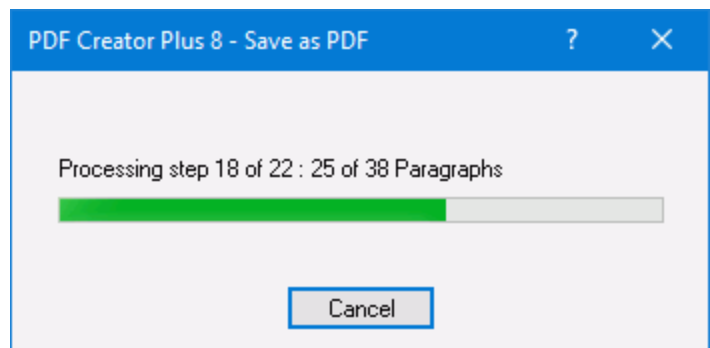 PDF Creator Plus 8 - Save as PDF ?
Processing step 18 of 22 : 25 of 38 Paragraphs
Cancel